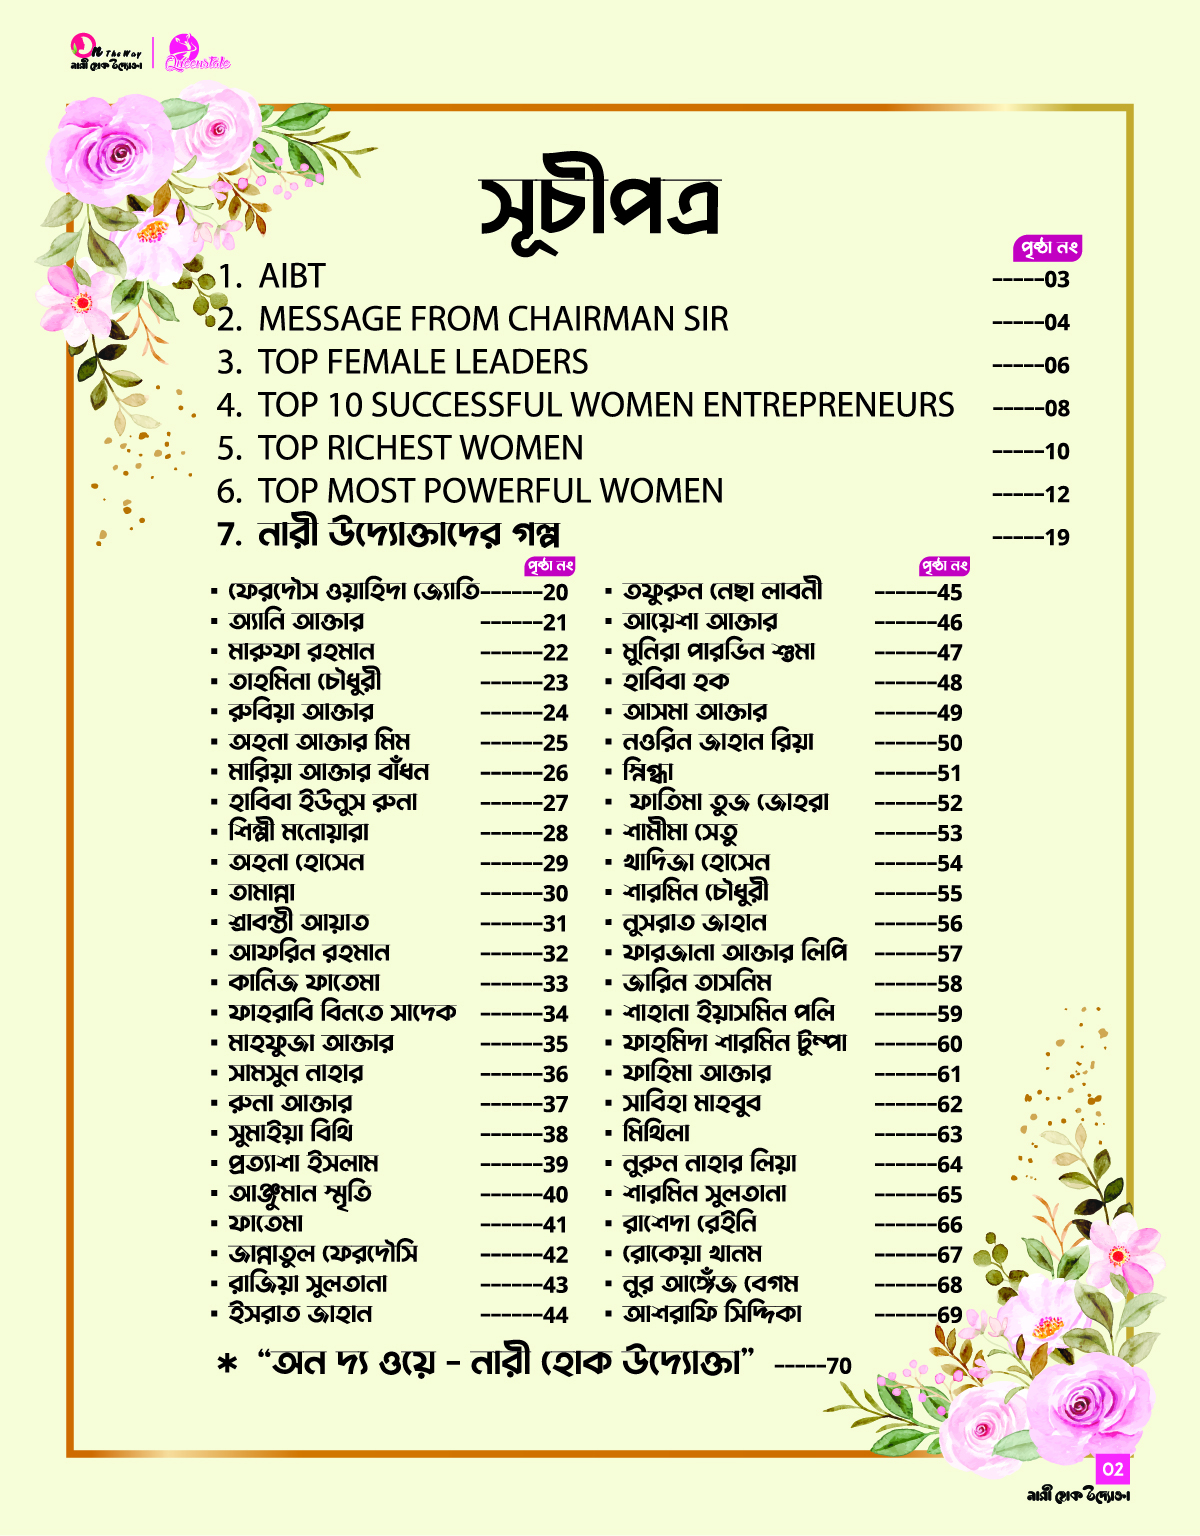 On The Way
নারী হোক উদ্যোক্তা
Queenstale
সূচীপত্র
পৃষ্ঠা নং
1. AIBT -----03
2. MESSAGE FROM CHAIRMAN SIR -----04
3. TOP FEMALE LEADERS -----06
4. TOP 10 SUCCESSFUL WOMEN ENTREPRENEURS -----08
5. TOP RICHEST WOMEN -----10
6. TOP MOST POWERFUL WOMEN -----12
7. নারী উদ্যোক্তাদের গল্প -----19
পৃষ্ঠা নং
▪ ফেরদৌস ওয়াহিদা জ্যোতি------20
▪ অ্যানি আক্তার ------21
▪ মারুফা রহমান ------22
▪ তাহমিনা চৌধুরী ------23
▪ রুবিয়া আক্তার ------24
▪ অহনা আক্তার মিম ------25
▪ মারিয়া আক্তার বাঁধন ------26
▪ হাবিবা ইউনুস রুনা ------27
▪ শিল্পী মনোয়ারা ------28
▪ অহনা হোসেন ------29
▪ তামান্না ------30
▪ শ্রাবন্তী আয়াত ------31
▪ আফরিন রহমান ------32
▪ কানিজ ফাতেমা ------33
▪ ফাহরাবি বিনতে সাদেক ------34
▪ মাহফুজা আক্তার ------35
▪ সামসুন নাহার ------36
▪ রুনা আক্তার ------37
▪ সুমাইয়া বিথি ------38
▪ প্রত্যাশা ইসলাম ------39
▪ আঞ্জুমান স্মৃতি ------40
▪ ফাতেমা ------41
▪ জান্নাতুল ফেরদৌসি ------42
▪ রাজিয়া সুলতানা ------43
▪ ইসরাত জাহান ------44
পৃষ্ঠা নং
▪ তফুরুন নেছা লাবনী ------45
▪ আয়েশা আক্তার ------46
▪ মুনিরা পারভিন শুমা ------47
▪ হাবিবা হক ------48
▪ আসমা আক্তার ------49
▪ নওরিন জাহান রিয়া ------50
▪ স্নিগ্ধা ------51
▪ ফাতিমা তুজ জোহরা ------52
▪ শামীমা সেতু ------53
▪ খাদিজা হোসেন ------54
▪ শারমিন চৌধুরী ------55
▪ নুসরাত জাহান ------56
▪ ফারজানা আক্তার লিপি ------57
▪ জারিন তাসনিম ------58
▪ শাহানা ইয়াসমিন পলি ------59
▪ ফাহমিদা শারমিন টুম্পা ------60
▪ ফাহিমা আক্তার ------61
▪ সাবিহা মাহবুব ------62
▪ মিথিলা ------63
▪ নুরুন নাহার লিয়া ------64
▪ শারমিন সুলতানা ------65
▪ রাশেদা রেইনি ------66
▪ রোকেয়া খানম ------67
▪ নুর আঙ্গেঁজ বেগম ------68
▪ আশরাফি সিদ্দিকা ------69
* “অন দ্য ওয়ে - নারী হোক উদ্যোক্তা” -----70
02
নারী হোক উদ্যোক্তা